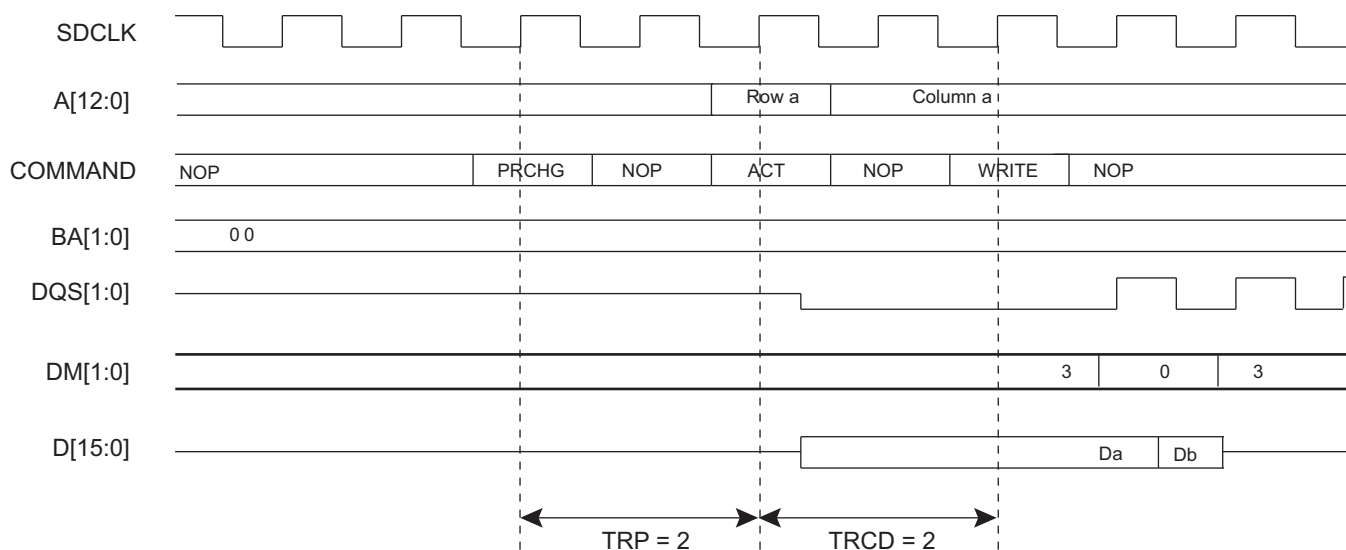 SDCLK
A[12:0] Row a Column a
COMMAND NOP PRCHG NOP ACT NOP WRITE NOP
BA[1:0] 0 0
DQS[1:0]
DM[1:0] 3 0 3
D[15:0] Da Db
TRP = 2 TRCD = 2